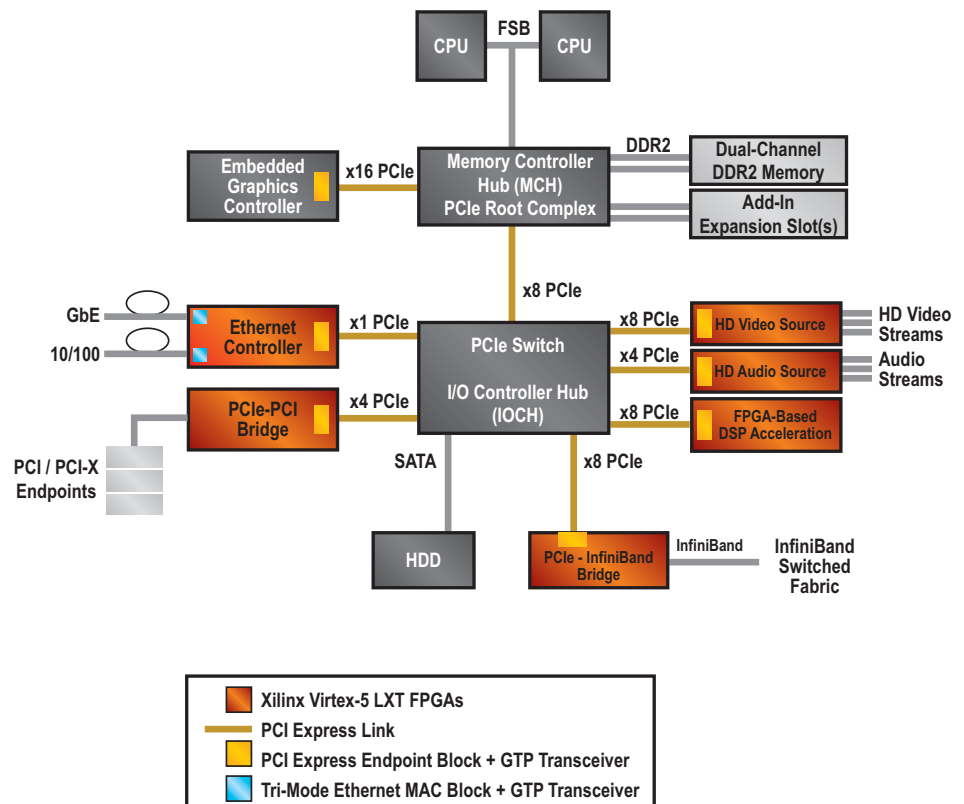 FSB
CPU
CPU
DDR2
Embedded
Graphics
Controller
x16 PCIe
Memory Controller
Hub (MCH)
PCIe Root Complex
Dual-Channel
DDR2 Memory
Add-In
Expansion Slot(s)
x8 PCIe
GbE
10/100
Ethernet
Controller
x1 PCIe
PCIe Switch
I/O Controller Hub
(IOCH)
x8 PCIe
HD Video Source
HD Video
Streams
x4 PCIe
HD Audio Source
Audio
Streams
PCIe-PCI
Bridge
x4 PCIe
x8 PCIe
FPGA-Based
DSP Acceleration
PCI / PCI-X
Endpoints
SATA
x8 PCIe
HDD
PCIe - InfiniBand
Bridge
InfiniBand
InfiniBand
Switched
Fabric
Xilinx Virtex-5 LXT FPGAs
PCI Express Link
PCI Express Endpoint Block + GTP Transceiver
Tri-Mode Ethernet MAC Block + GTP Transceiver